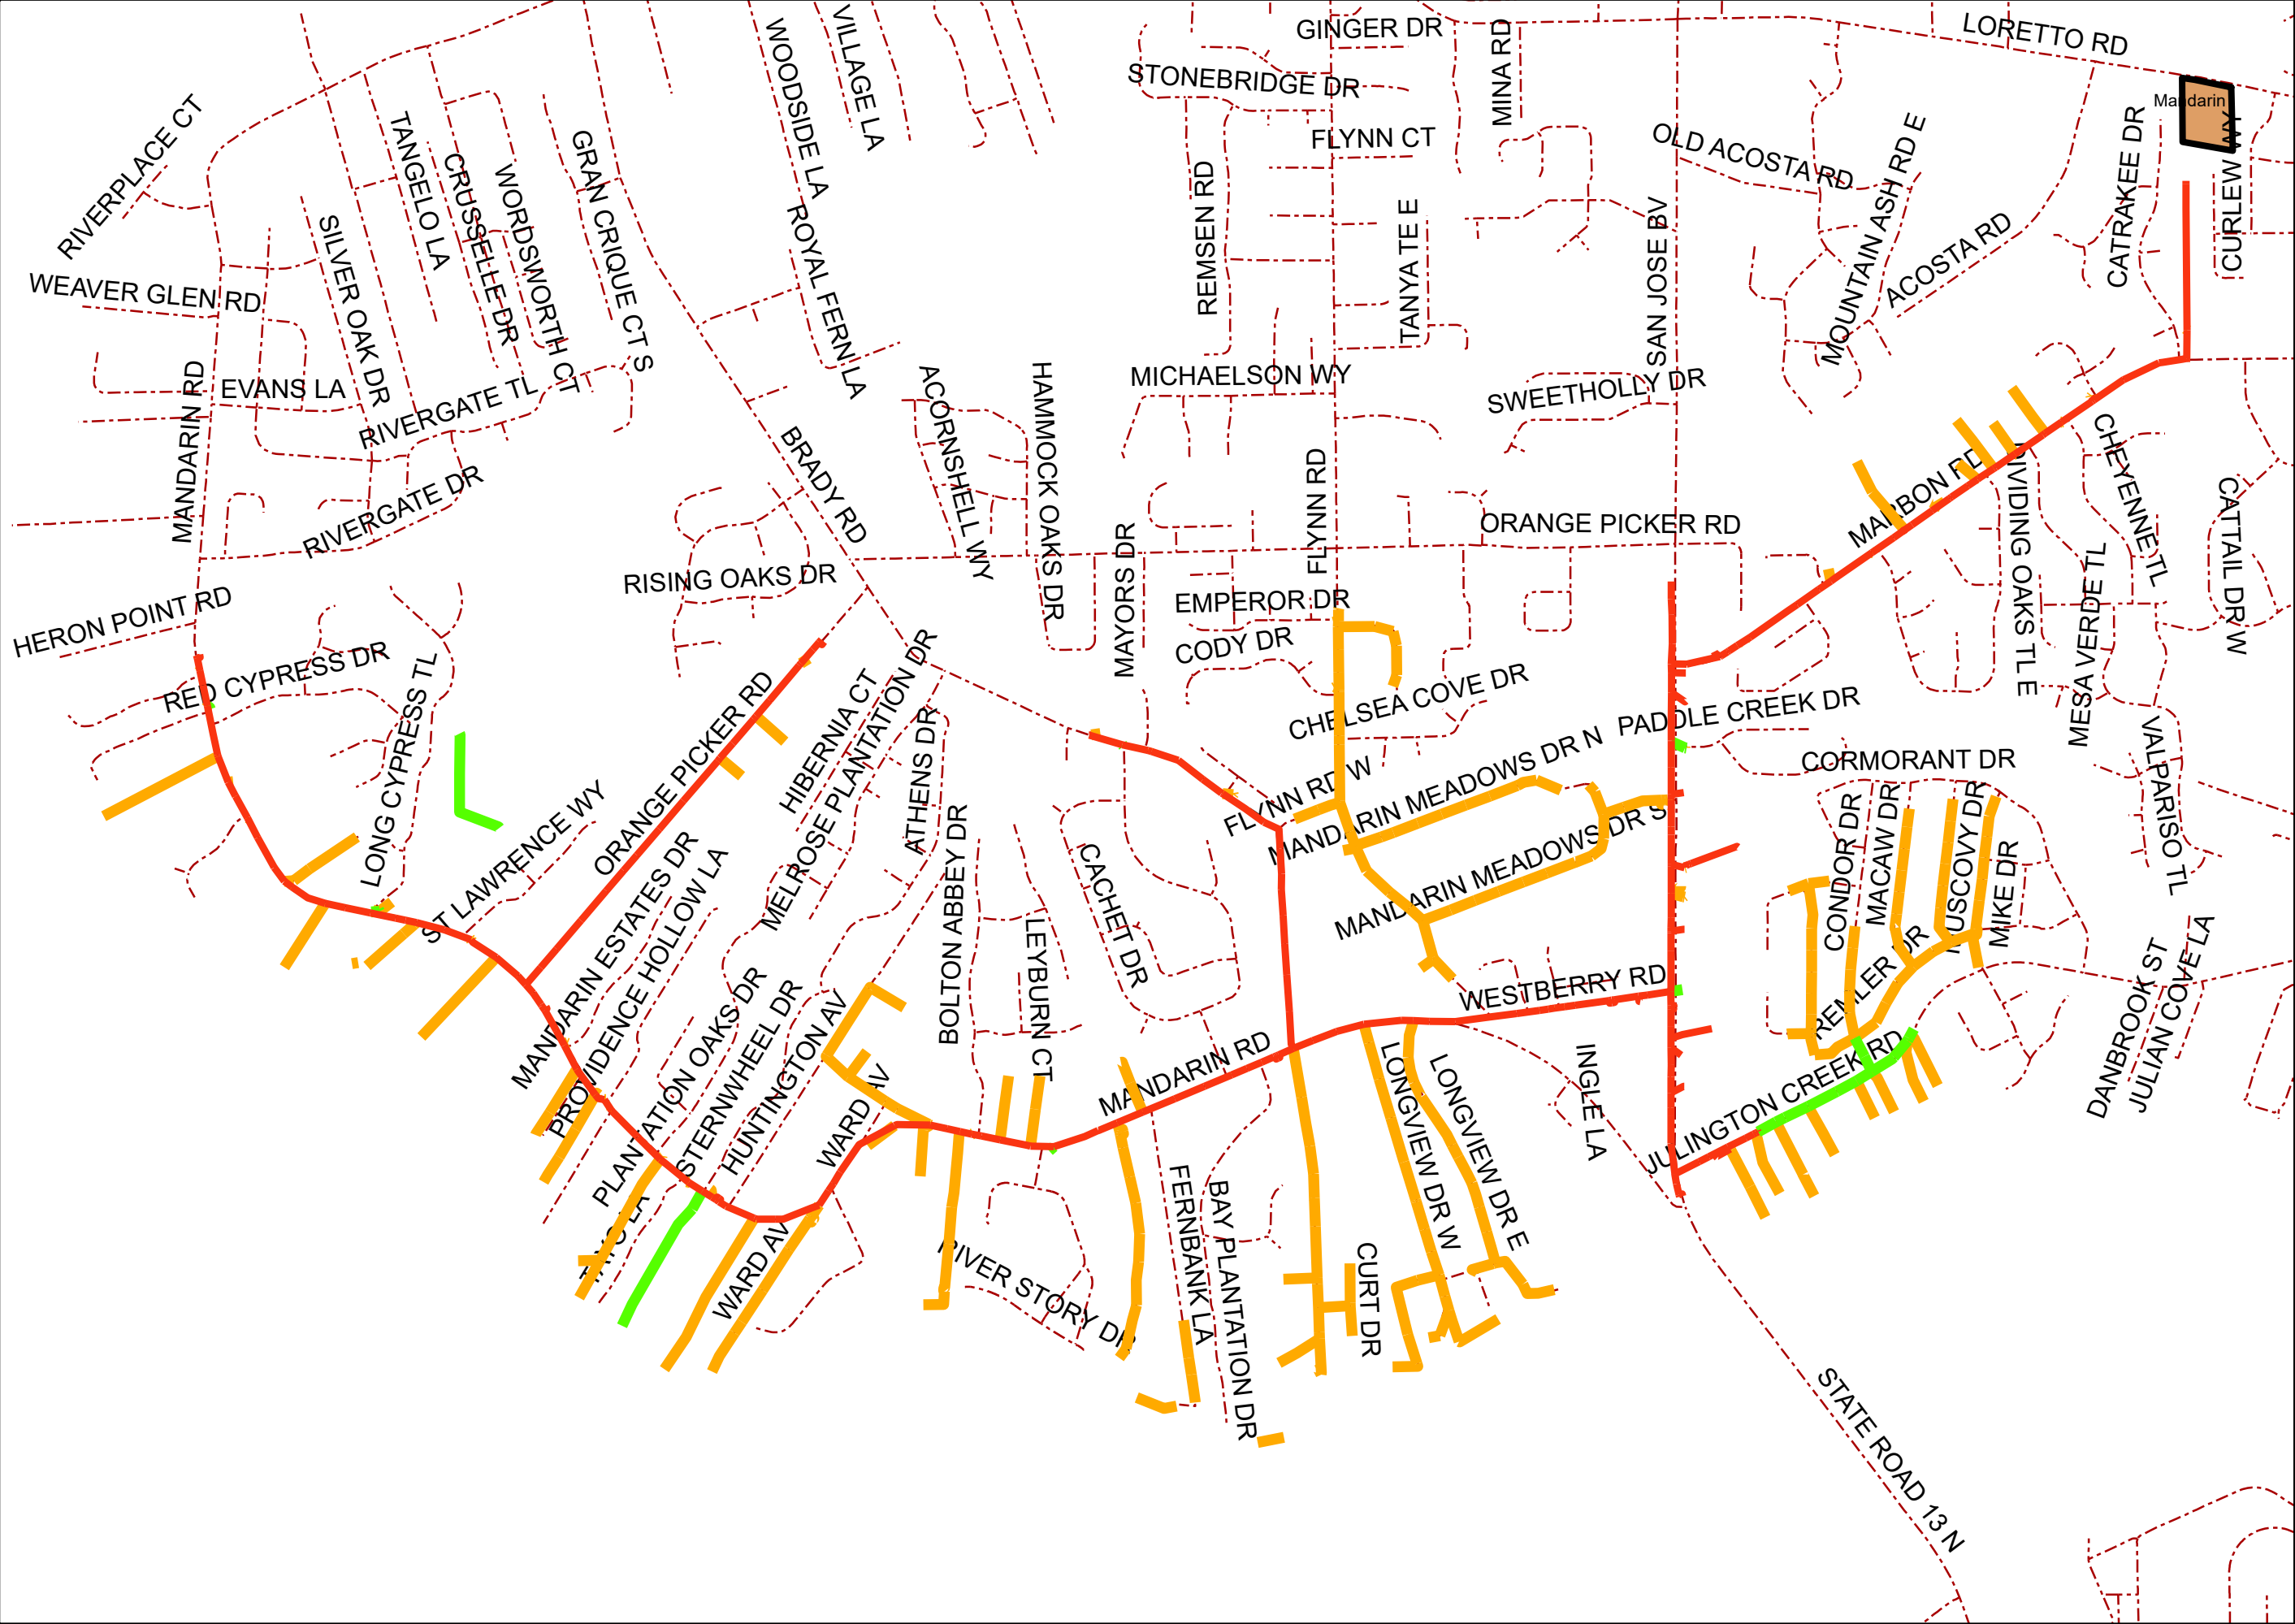 GINGER DR
LORETTO RD
VILLAGE LA
WOODSIDE LA
MINA RD
STONEBRIDGE DR
Mandarin
RIVERPLACE CT
TANGELO LA
CRUSSELLE DR
WORDSWORTH CT
GRAN CRIQUE CT S
FLYNN CT
OLD ACOSTA RD
MOUNTAIN ASH RD E
CATRAKEE DR
CURLEW WY
REMSEN RD
TANYA TE E
SAN JOSE BV
ACOSTA RD
SILVER OAK DR
ROYAL FERN LA
WEAVER GLEN RD
MANDARIN RD
EVANS LA
RIVERGATE TL
MICHAELSON WY
SWEETHOLLY DR
ACORNSHELL WY
HAMMOCK OAKS DR
BRADY RD
RIVERGATE DR
FLYNN RD
ORANGE PICKER RD
MARBON RD
DIVIDING OAKS TL E
CHEYENNE TL
CATTAIL DR W
MAYORS DR
RISING OAKS DR
EMPEROR DR
HERON POINT RD
CODY DR
MESA VERDE TL
RED CYPRESS DR
LONG CYPRESS TL
ORANGE PICKER RD
HIBERNIA CT
MELROSE PLANTATION DR
ATHENS DR
CHELSEA COVE DR
PADDLE CREEK DR
VALPARISO TL
CORMORANT DR
FLYNN RD W
MANDARIN MEADOWS DR N
MANDARIN MEADOWS DR S
CONDOR DR
MACAW DR
MUSCOVY DR
MIKE DR
ST LAWRENCE WY
BOLTON ABBEY DR
CACHET DR
LEYBURN CT
MANDARIN ESTATES DR
PROVIDENCE HOLLOW LA
PLANTATION OAKS DR
STERNWHEEL DR
HUNTINGTON AV
WARD AV
WESTBERRY RD
REMLER DR
DANBROOK ST
JULIAN COVE LA
MANDARIN RD
JULINGTON CREEK RD
INGLE LA
LONGVIEW DR W
LONGVIEW DR E
WARD AV
RIVER STORY DR
FERNBANK LA
BAY PLANTATION DR
CURT DR
STATE ROAD 13 N